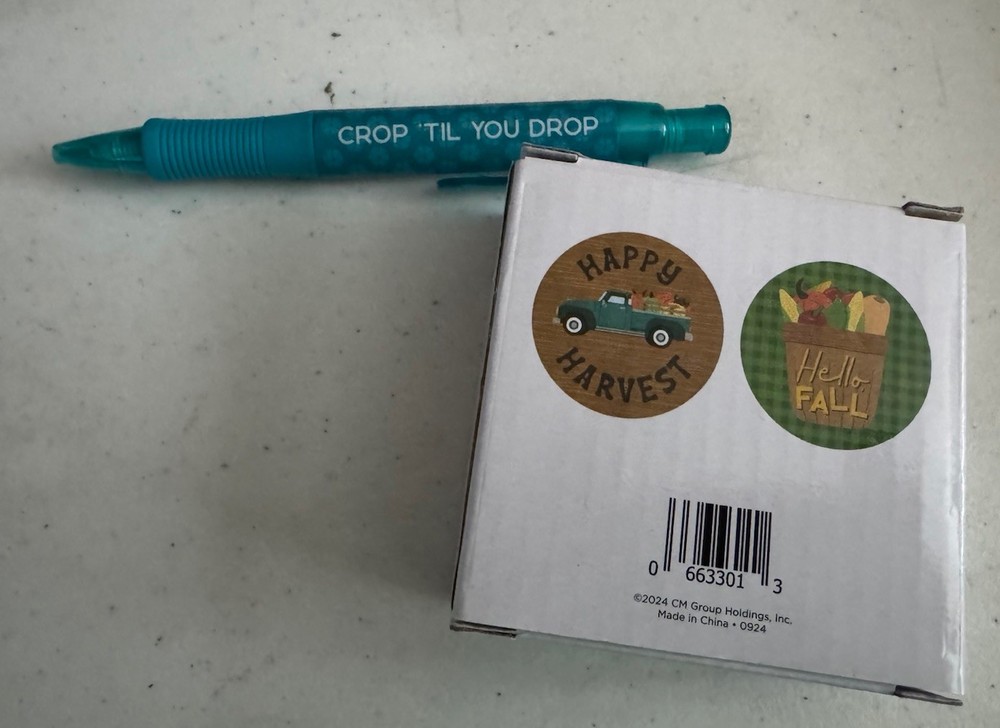 CROP 'TIL YOU DROP
HAPPY
HARVEST
Hello
FALL
0 663301 3
©2024 CM Group Holdings, Inc.
Made in China • 0924